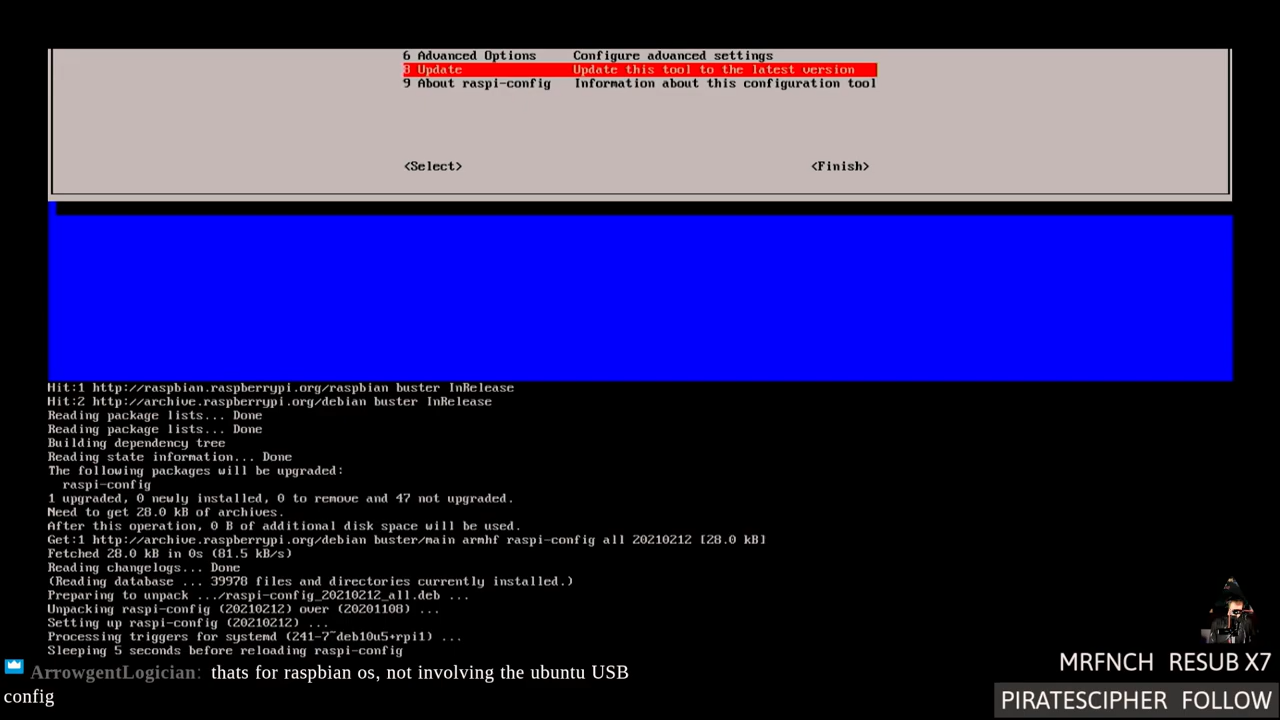 6 Advanced Options Configure advanced settings
8 Update Update this tool to the latest version
9 About raspi-config Information about this configuration tool
<Select> <Finish>
Hit:1 http://raspbian.raspberrypi.org/raspbian buster InRelease
Hit:2 http://archive.raspberrypi.org/debian buster InRelease
Reading package lists... Done
Reading package lists... Done
Building dependency tree
Reading state information... Done
The following packages will be upgraded:
raspi-config
1 upgraded, 0 newly installed, 0 to remove and 47 not upgraded.
Need to get 28.0 kB of archives.
After this operation, 0 B of additional disk space will be used.
Get:1 http://archive.raspberrypi.org/debian buster/main armhf raspi-config all 20210212 [28.0 kB]
Fetched 28.0 kB in 0s (81.5 kB/s)
Reading changelogs... Done
(Reading database ... 39978 files and directories currently installed.)
Preparing to unpack .../raspi-config_20210212_all.deb ...
Unpacking raspi-config (20210212) over (20201108) ...
Setting up raspi-config (20210212) ...
Processing triggers for systemd (241-7~deb10u5+rpi1) ...
Sleeping 5 seconds before reloading raspi-config
ArrowgentLogician: thats for raspbian os, not involving the ubuntu USB
config
MRFNCH RESUB X7
PIRATESCIPHER FOLLOW